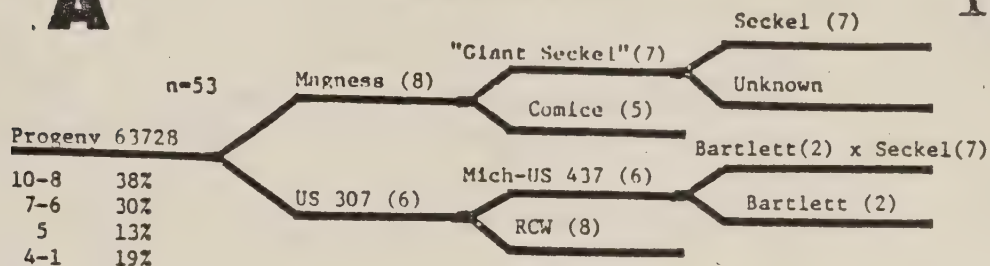 A
Seckel (7)
"Giant Seckel"(7)
n=53
Magness (8)
Unknown
Comice (5)
Progeny 63728
Bartlett(2) x Seckel(7)
10-8 38%
Mich-US 437 (6)
7-6 30%
US 307 (6)
Bartlett (2)
5 13%
RCW (8)
4-1 19%